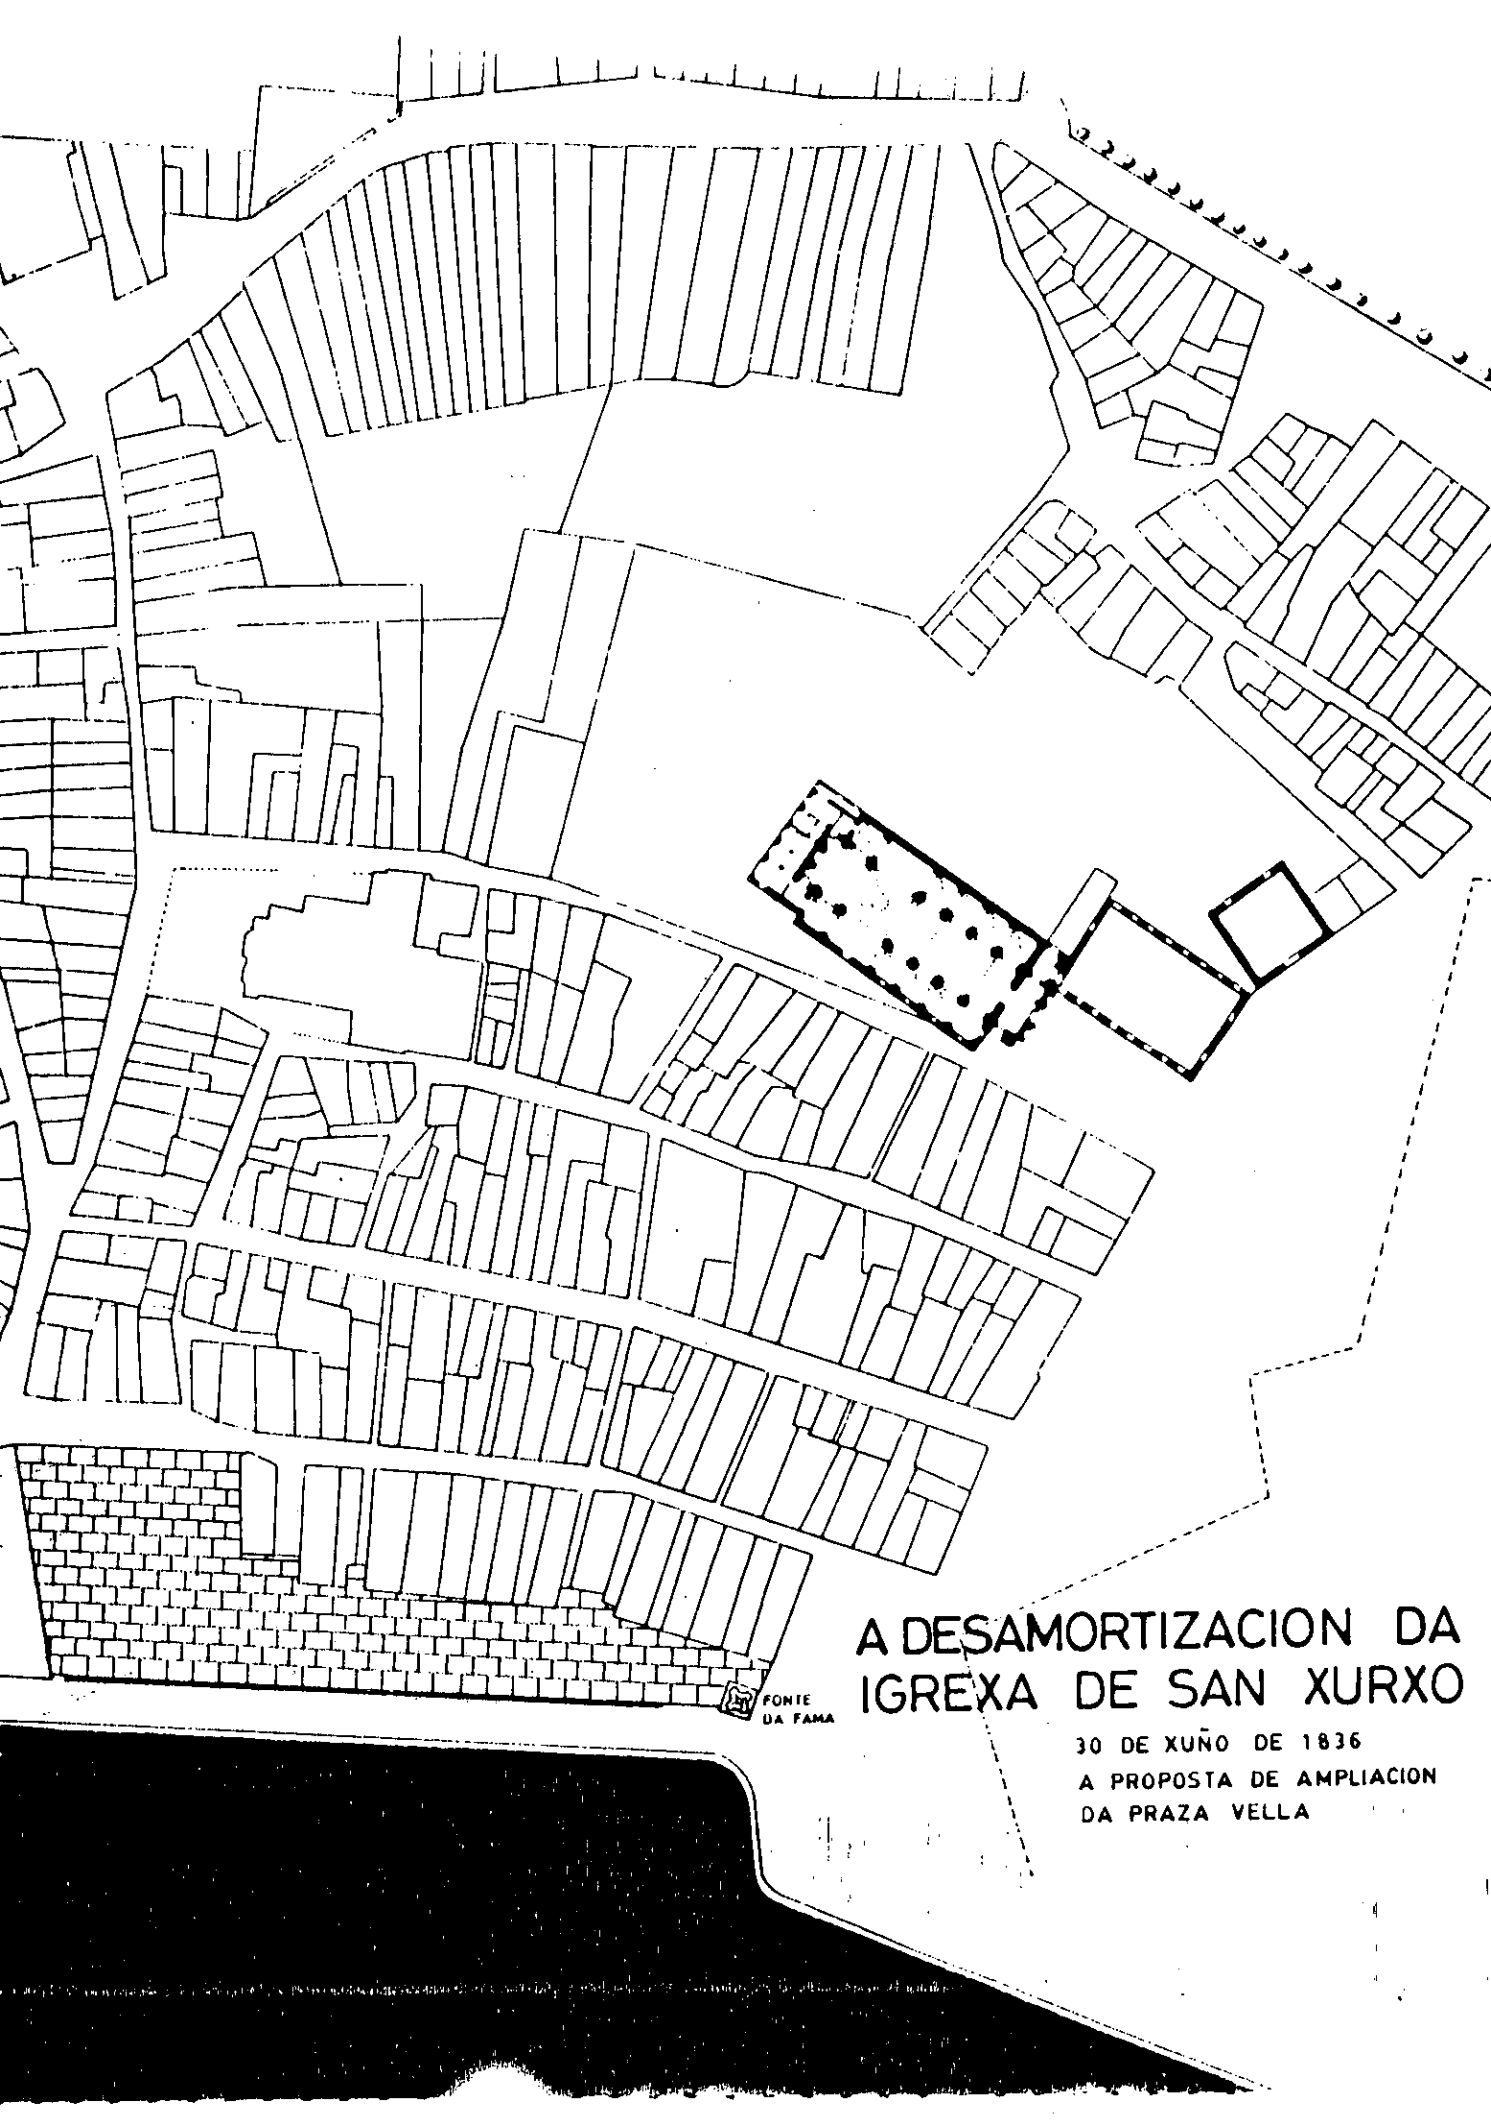 FONTE
DA FAMA
A DESAMORTIZACION DA
IGREXA DE SAN XURXO
30 DE XUÑO DE 1836
A PROPOSTA DE AMPLIACION
DA PRAZA VELLA